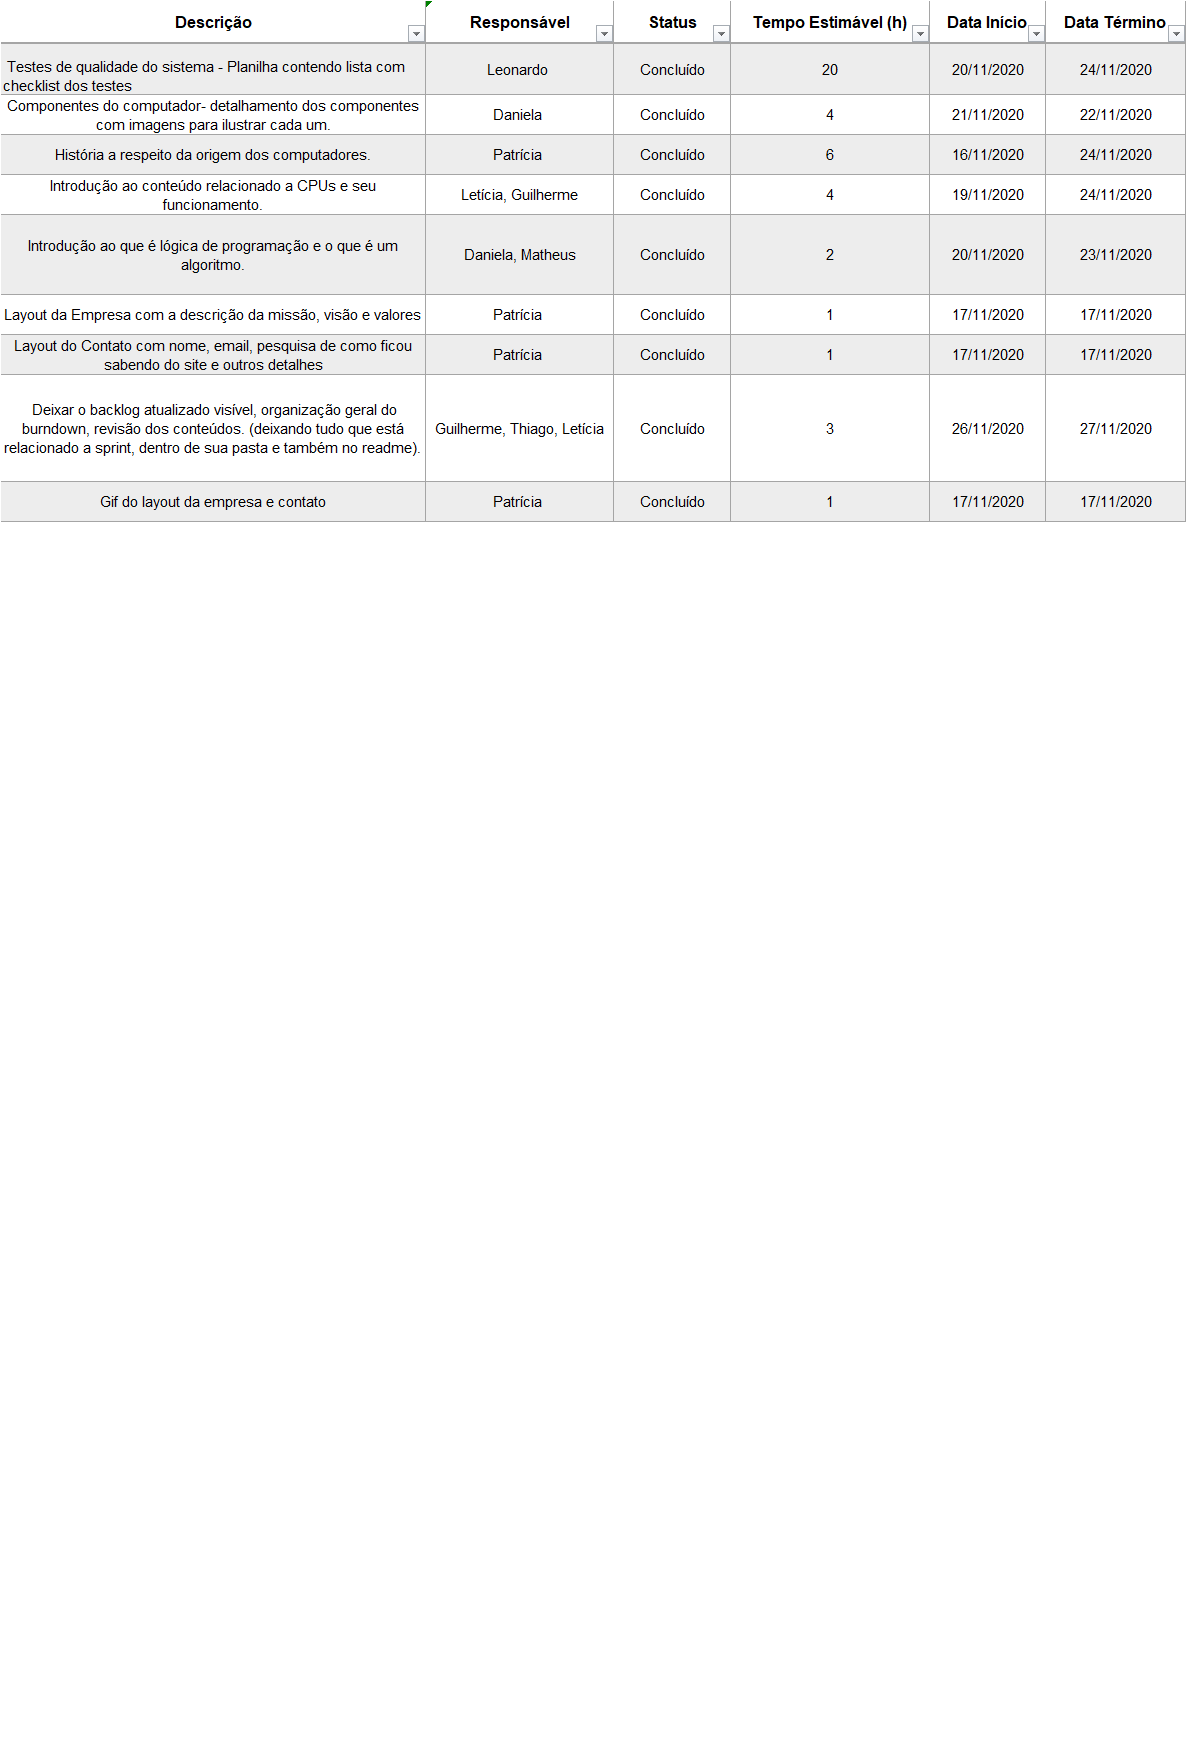 Descrição Responsável Status Tempo Estimável (h) Data Início Data Término
Testes de qualidade do sistema - Planilha contendo lista com
checklist dos testes
Leonardo Concluído 20 20/11/2020 24/11/2020
Componentes do computador- detalhamento dos componentes
com imagens para ilustrar cada um.
Daniela Concluído 4 21/11/2020 22/11/2020
História a respeito da origem dos computadores. Patrícia Concluído 6 16/11/2020 24/11/2020
Introdução ao conteúdo relacionado a CPUs e seu
funcionamento.
Letícia, Guilherme Concluído 4 19/11/2020 24/11/2020
Introdução ao que é lógica de programação e o que é um
algoritmo.
Daniela, Matheus Concluído 2 20/11/2020 23/11/2020
Layout da Empresa com a descrição da missão, visão e valores Patrícia Concluído 1 17/11/2020 17/11/2020
Layout do Contato com nome, email, pesquisa de como ficou
sabendo do site e outros detalhes
Patrícia Concluído 1 17/11/2020 17/11/2020
Deixar o backlog atualizado visível, organização geral do
burndown, revisão dos conteúdos. (deixando tudo que está
relacionado a sprint, dentro de sua pasta e também no readme).
Guilherme, Thiago, Letícia Concluído 3 26/11/2020 27/11/2020
Gif do layout da empresa e contato Patrícia Concluído 1 17/11/2020 17/11/2020